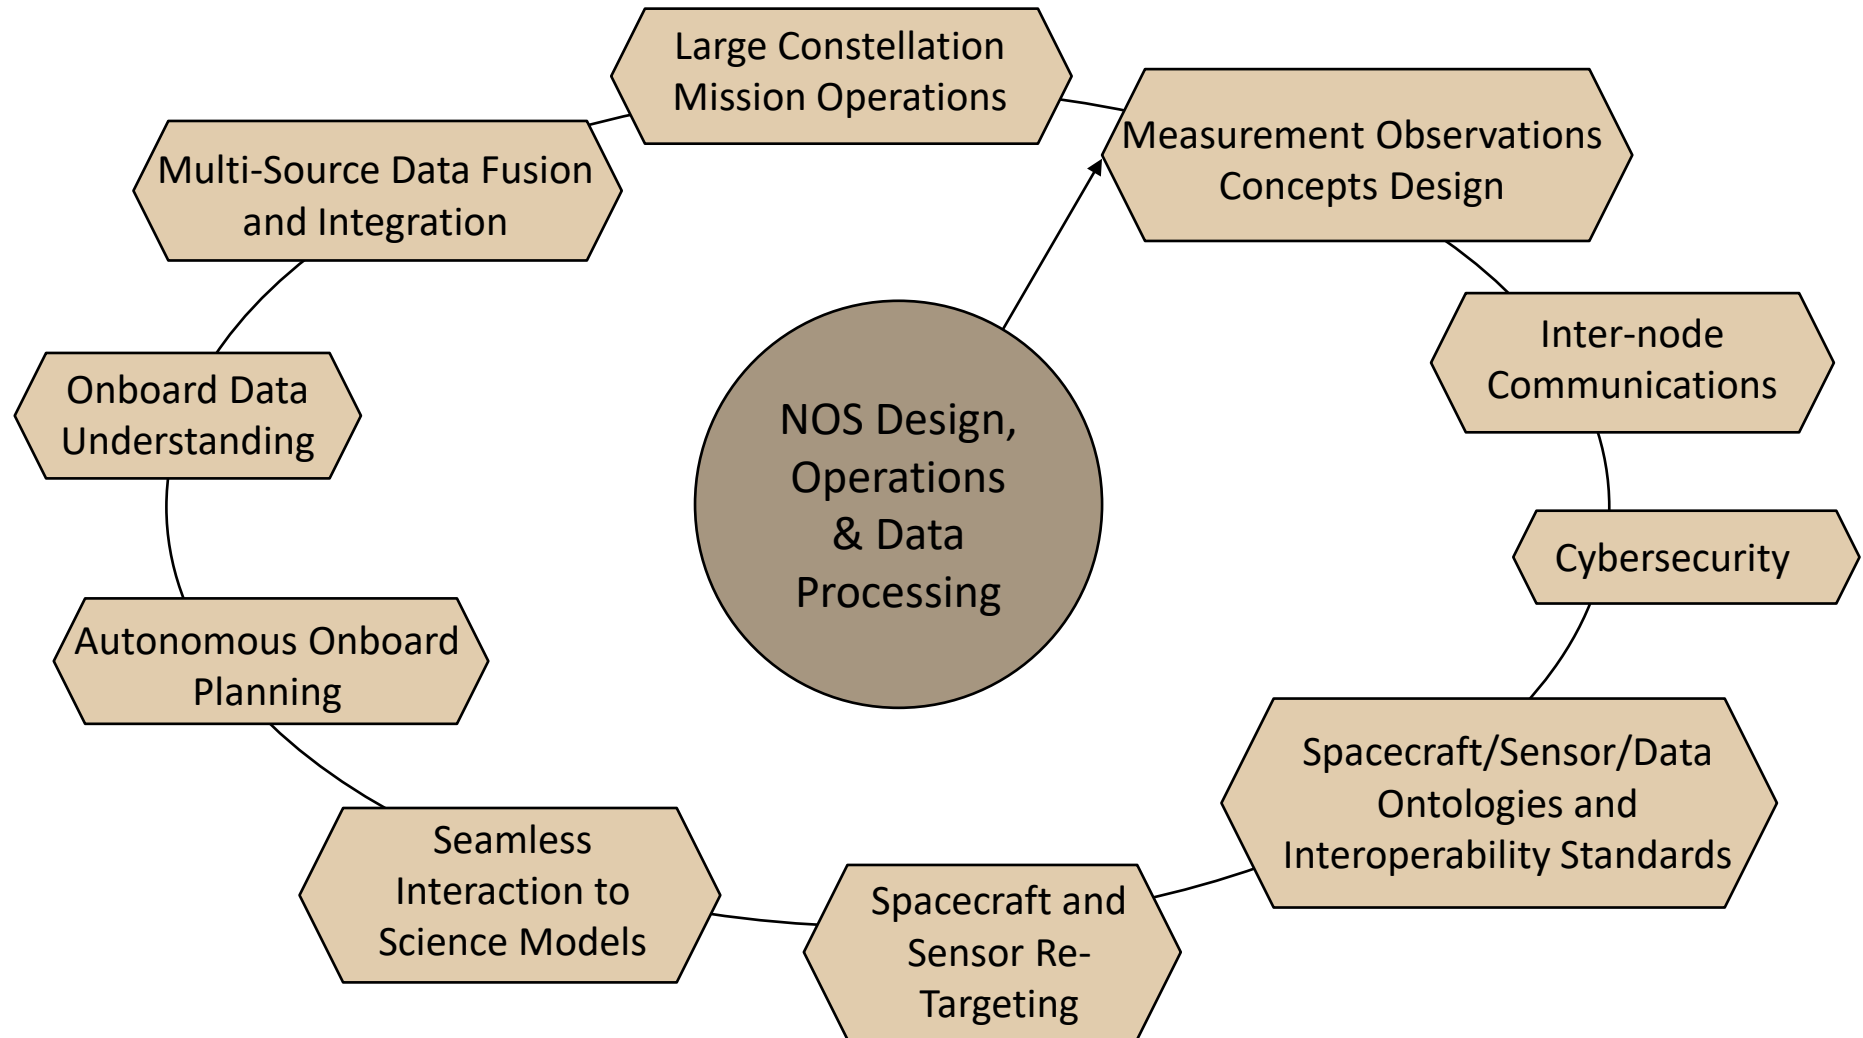 Large Constellation
Mission Operations
Measurement Observations
Concepts Design
Multi-Source Data Fusion
and Integration
Inter-node
Communications
Onboard Data
Understanding
NOS Design,
Operations
& Data
Processing
Cybersecurity
Autonomous Onboard
Planning
Spacecraft/Sensor/Data
Ontologies and
Interoperability Standards
Seamless
Interaction to
Science Models
Spacecraft and
Sensor Re-
Targeting